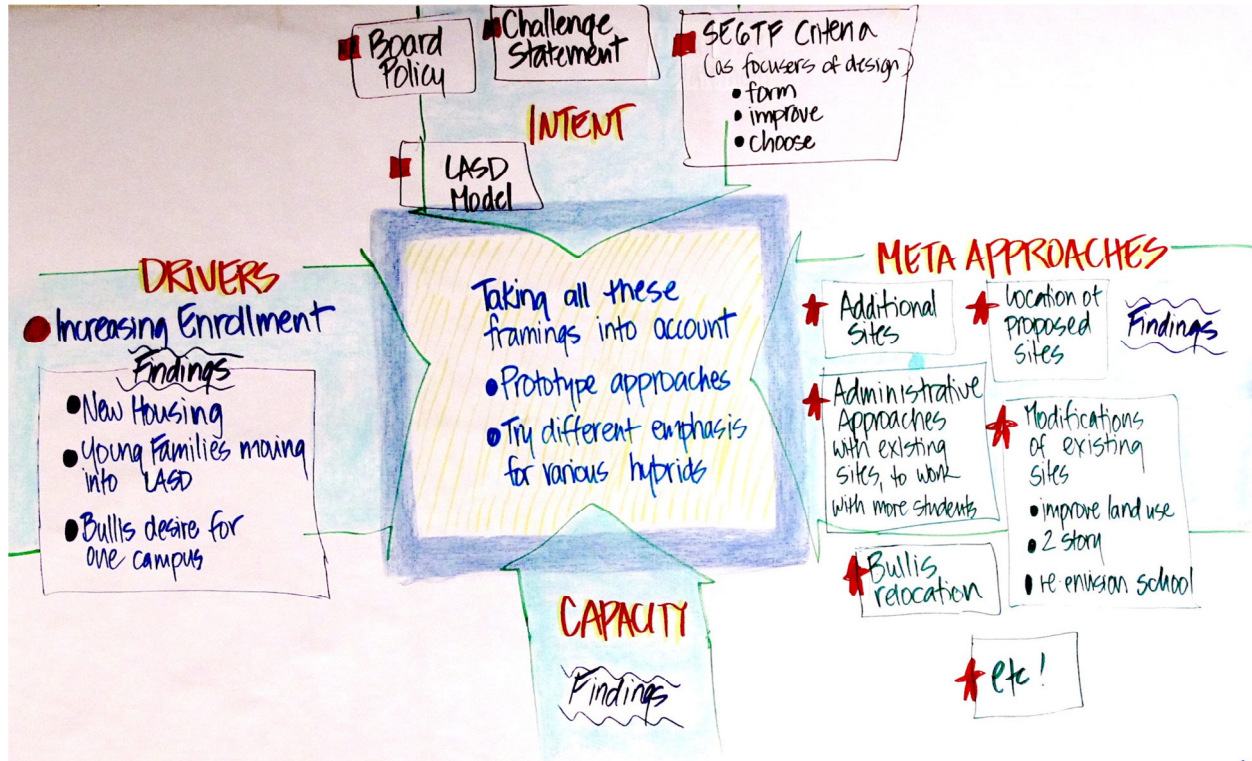 Board
Policy
Challenge
Statement
SEGTF Criteria
(as focusers of design)
• form
• improve
• choose
INTENT
LASD
Model
DRIVERS
Increasing Enrollment
Findings
• New Housing
• Young Families moving
into LASD
• Bullis desire for
one campus
Taking all these
framings into account
• Prototype approaches
• Try different emphasis
for various hybrids
META APPROACHES
Additional
Sites
Location of
proposed
sites
Findings
Administrative
Approaches
with existing
sites, to work
with more students
Modifications
of existing
sites
• improve land use
• 2 story
• re-envision school
Bullis
relocation
etc!
CAPACITY
Findings